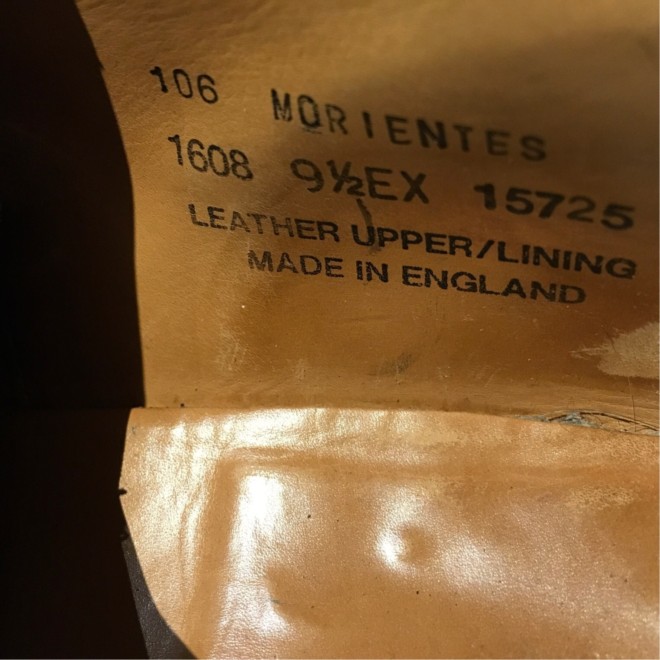 106 MORIENTES
1608 9½EX 15725
LEATHER UPPER/LINING
MADE IN ENGLAND